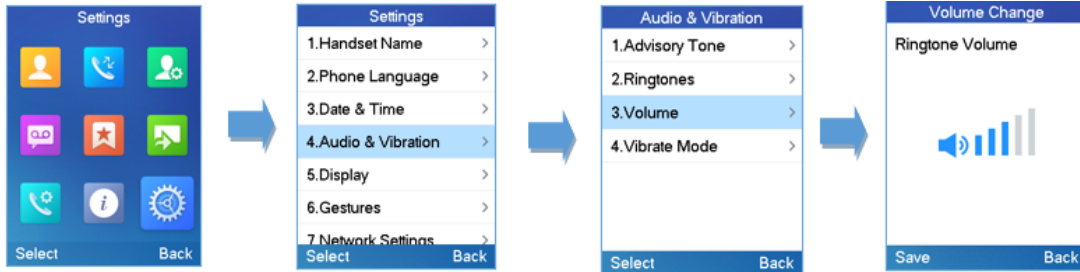 Settings
Select Back
Settings
1.Handset Name
2.Phone Language
3.Date & Time
4.Audio & Vibration
5.Display
6.Gestures
7.Network Settings
Select Back
Audio & Vibration
1.Advisory Tone
2.Ringtones
3.Volume
4.Vibrate Mode
Select Back
Volume Change
Ringtone Volume
Save Back